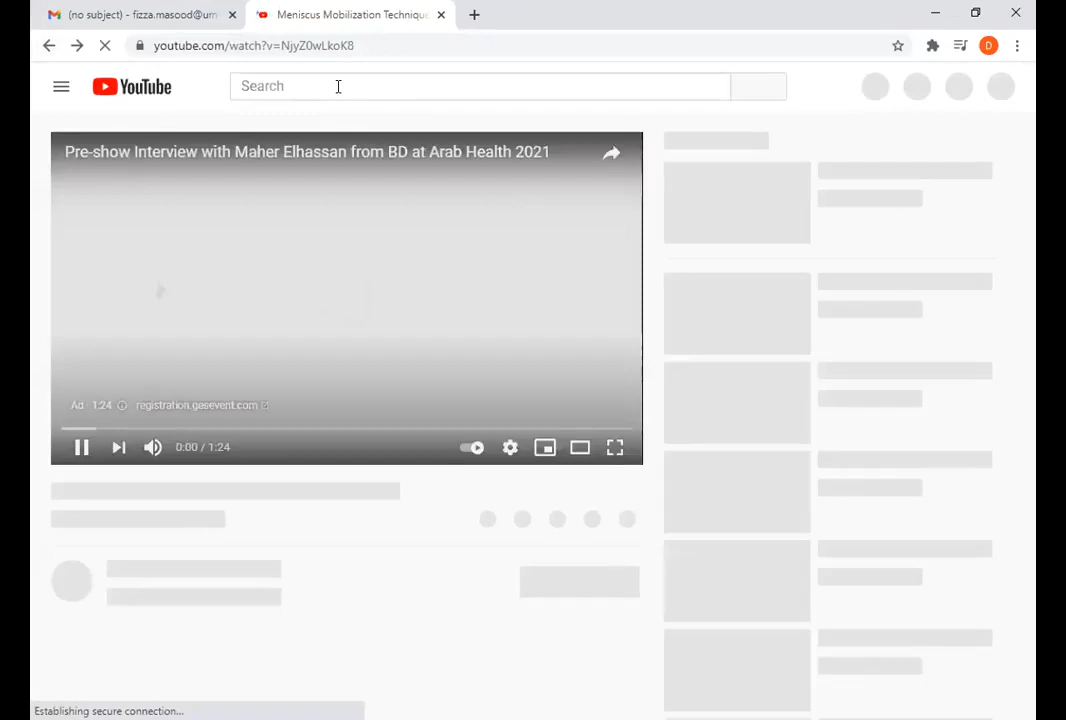 (no subject) - fizza.masood@um
Meniscus Mobilization Technique
youtube.com/watch?v=NjyZ0wLkoK8
D
YouTube
Search
Pre-show Interview with Maher Elhassan from BD at Arab Health 2021
Ad · 1:24 registration.gesevent.com
0:00 / 1:24
Establishing secure connection...